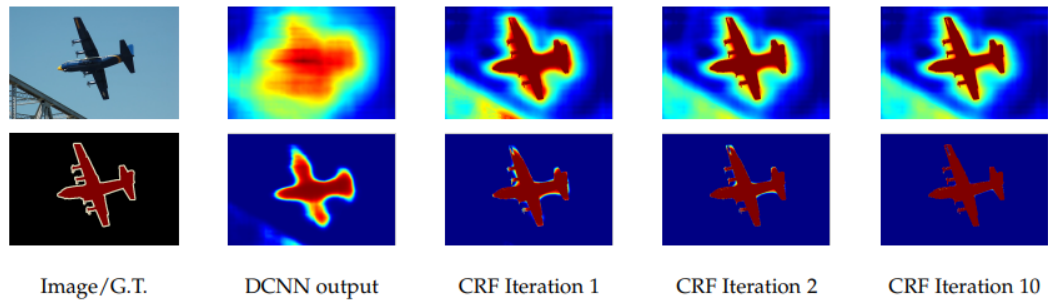 Image/G.T.
DCNN output
CRF Iteration 1
CRF Iteration 2
CRF Iteration 10